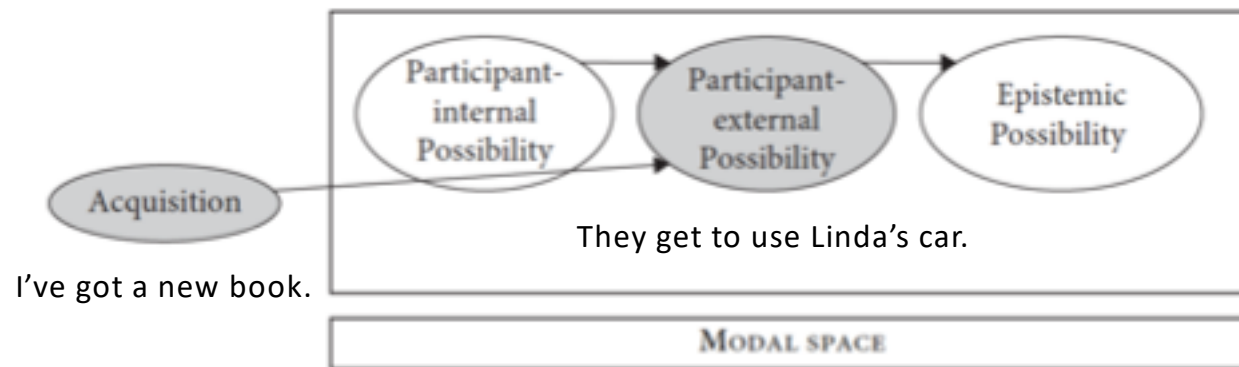 Participant-
internal
Possibility
Participant-
external
Possibility
Epistemic
Possibility
Acquisition
They get to use Linda’s car.
I’ve got a new book.
MODAL SPACE